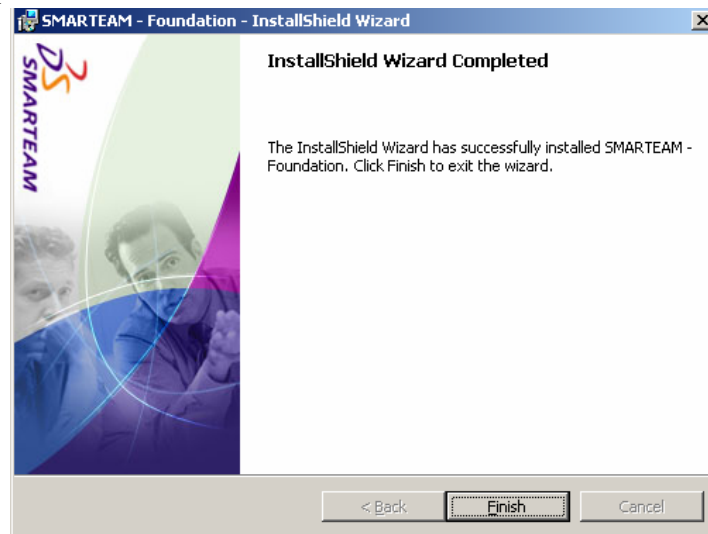 SMARTEAM - Foundation - InstallShield Wizard
DS
SMARTEAM
InstallShield Wizard Completed
The InstallShield Wizard has successfully installed SMARTEAM -
Foundation. Click Finish to exit the wizard.
< Back
Finish
Cancel